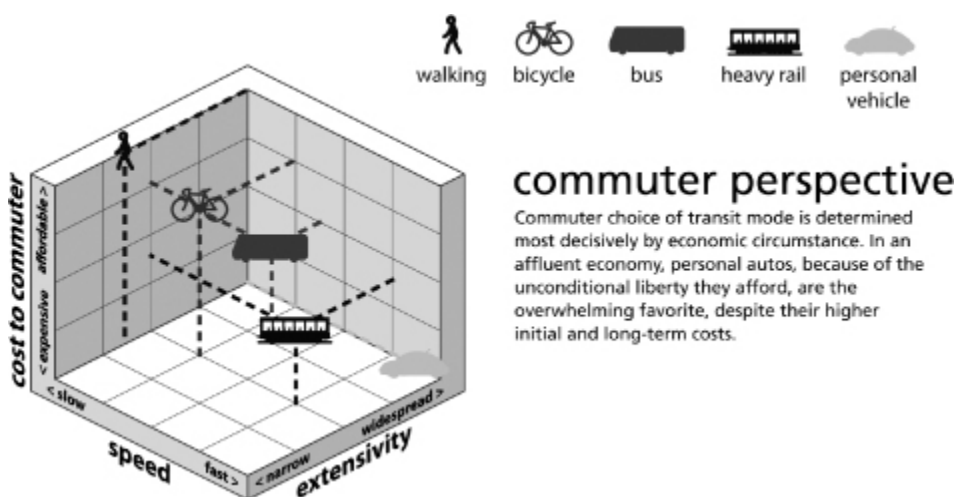 walking
bicycle
bus
heavy rail
personal
vehicle
commuter perspective
Commuter choice of transit mode is determined
most decisively by economic circumstance. In an
affluent economy, personal autos, because of the
unconditional liberty they afford, are the
overwhelming favorite, despite their higher
initial and long-term costs.
cost to commuter
< expensive affordable >
< slow
speed
fast >
< narrow
extensivity
widespread >